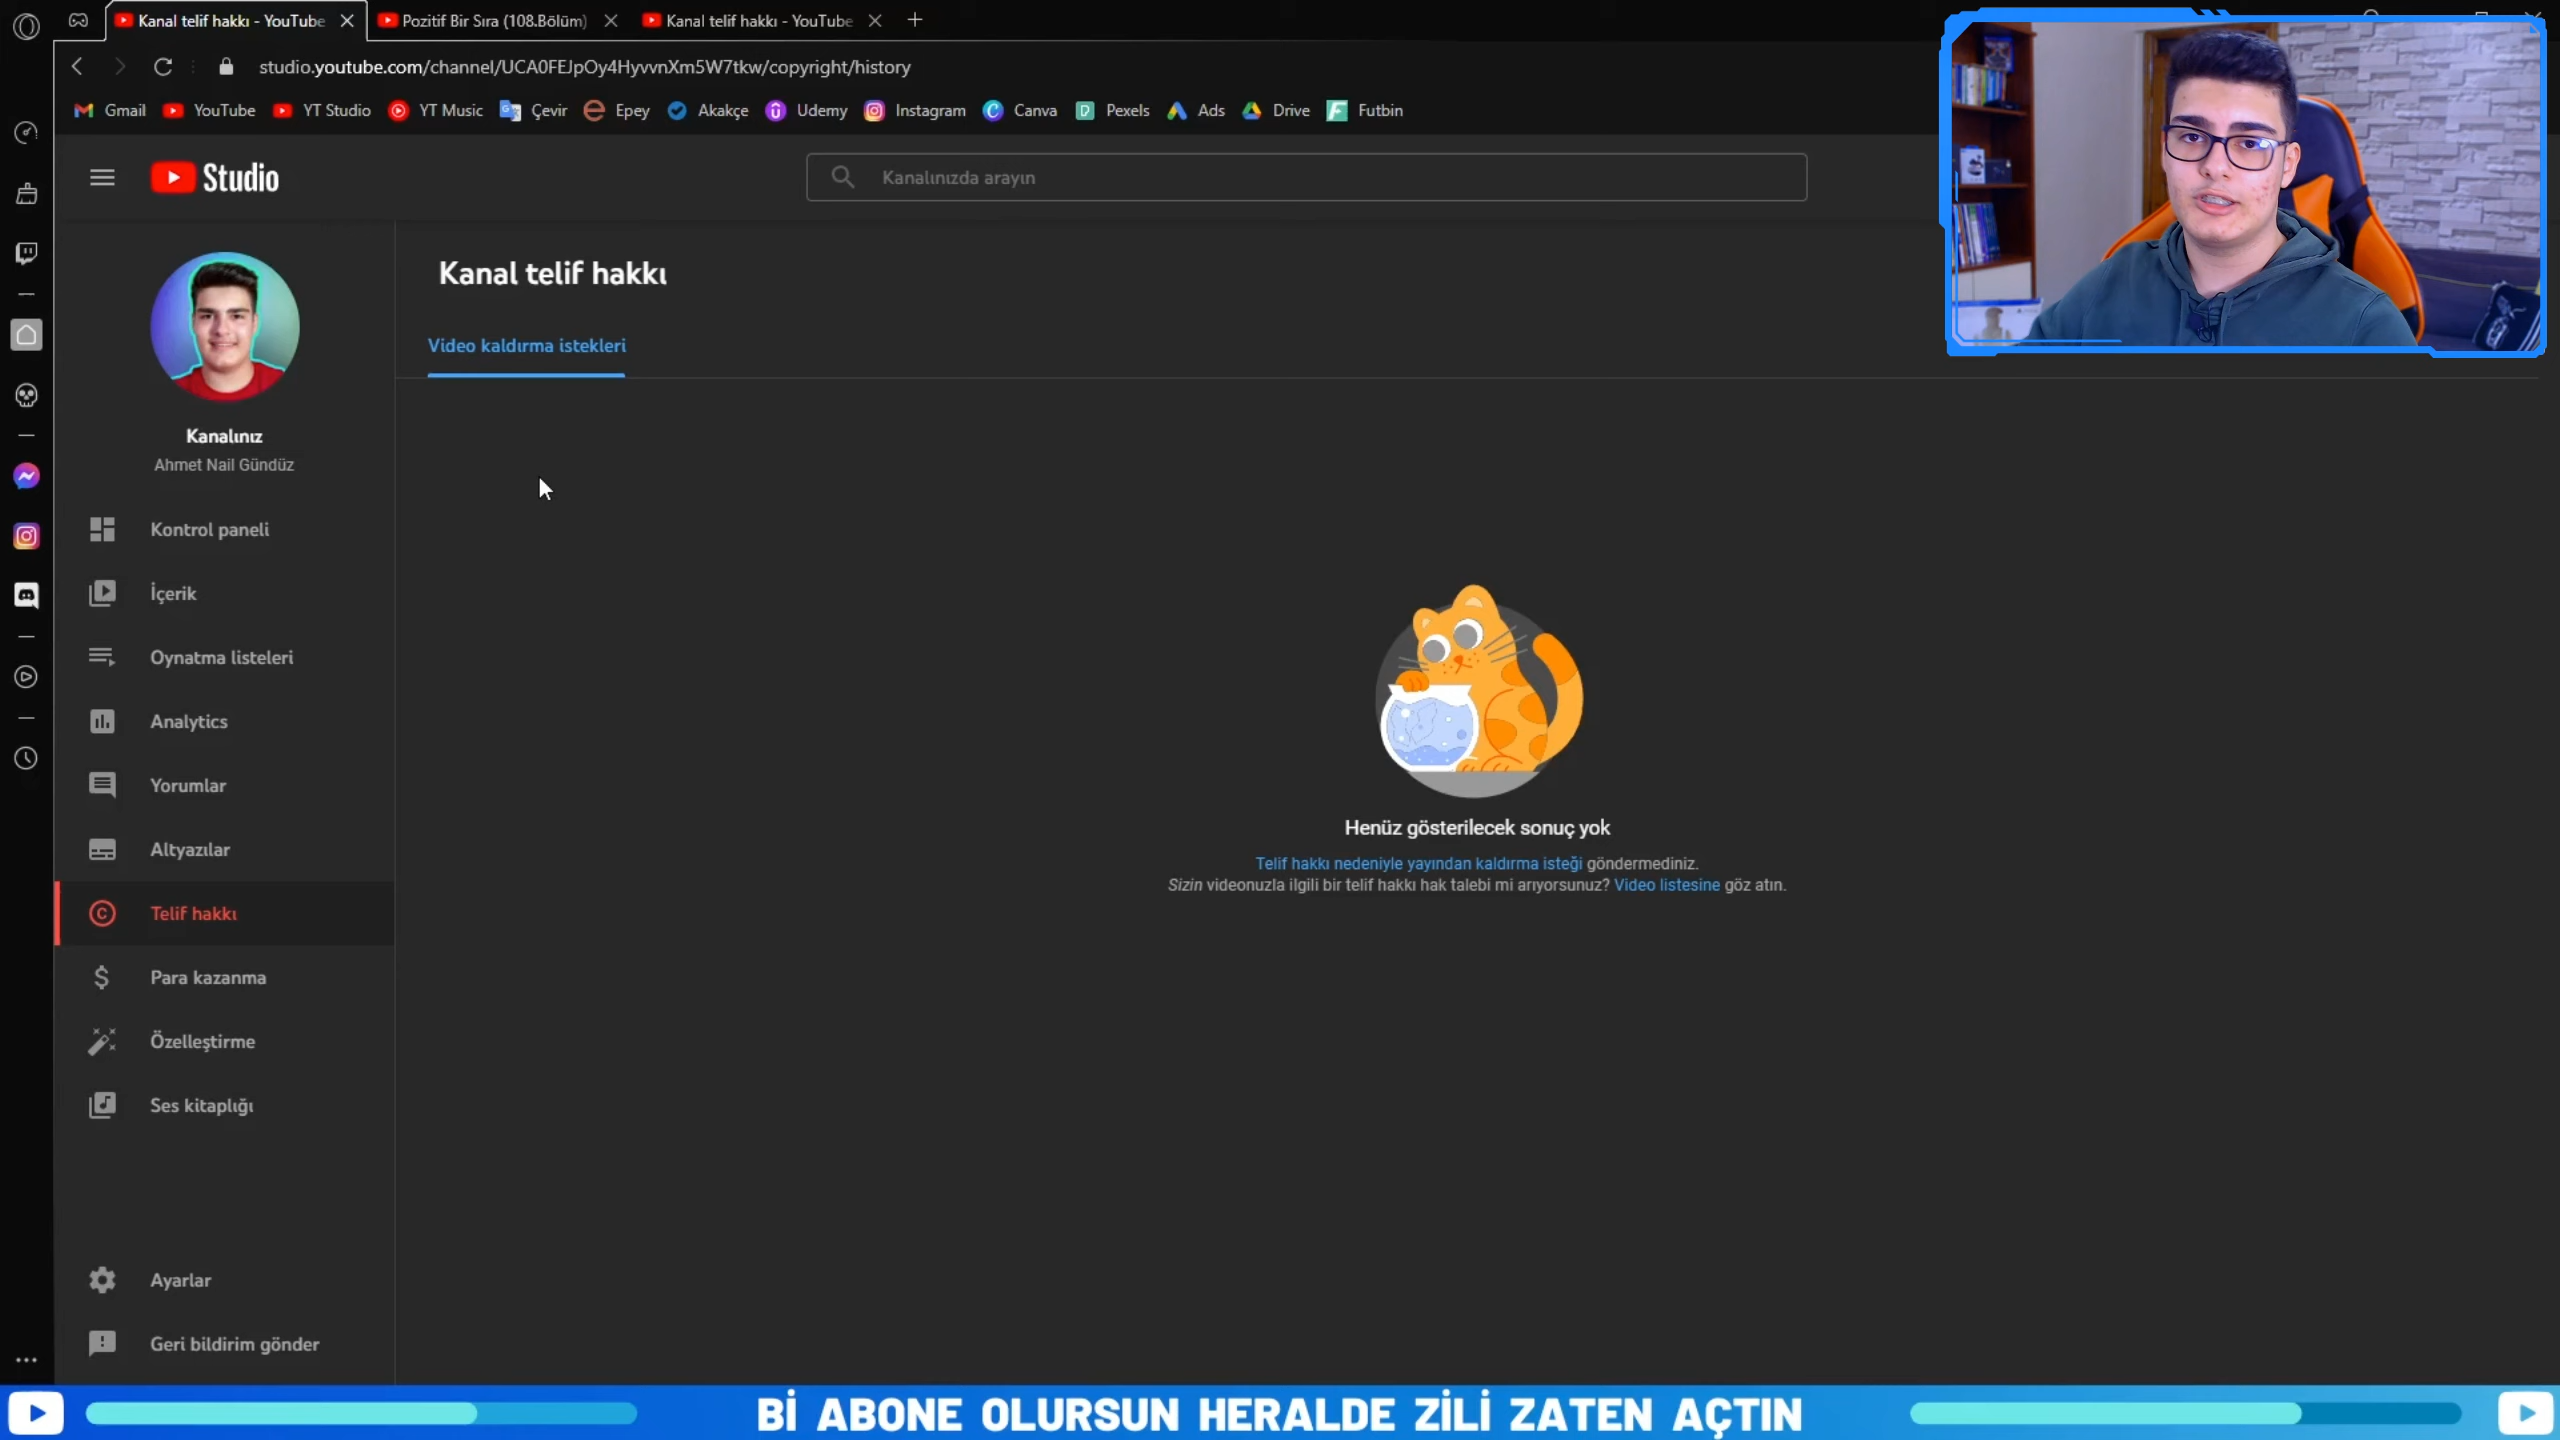 Kanal telif hakkı - YouTube
Pozitif Bir Sıra (108.Bölüm)
Kanal telif hakkı - YouTube
studio.youtube.com/channel/UCA0FEJpOy4HyvvnXm5W7tkw/copyright/history
Gmail YouTube YT Studio YT Music Çevir Epey Akakçe Udemy Instagram Canva Pexels Ads Drive Futbin
Studio
Kanalınızda arayın
Kanalınız
Ahmet Nail Gündüz
Kontrol paneli
İçerik
Oynatma listeleri
Analytics
Yorumlar
Altyazılar
Telif hakkı
Para kazanma
Özelleştirme
Ses kitaplığı
Ayarlar
Geri bildirim gönder
Kanal telif hakkı
Video kaldırma istekleri
Henüz gösterilecek sonuç yok
Telif hakkı nedeniyle yayından kaldırma isteği göndermediniz.
Sizin videonuzla ilgili bir telif hakkı hak talebi mi arıyorsunuz? Video listesine göz atın.
Bİ ABONE OLURSUN HERALDE ZİLİ ZATEN AÇTIN